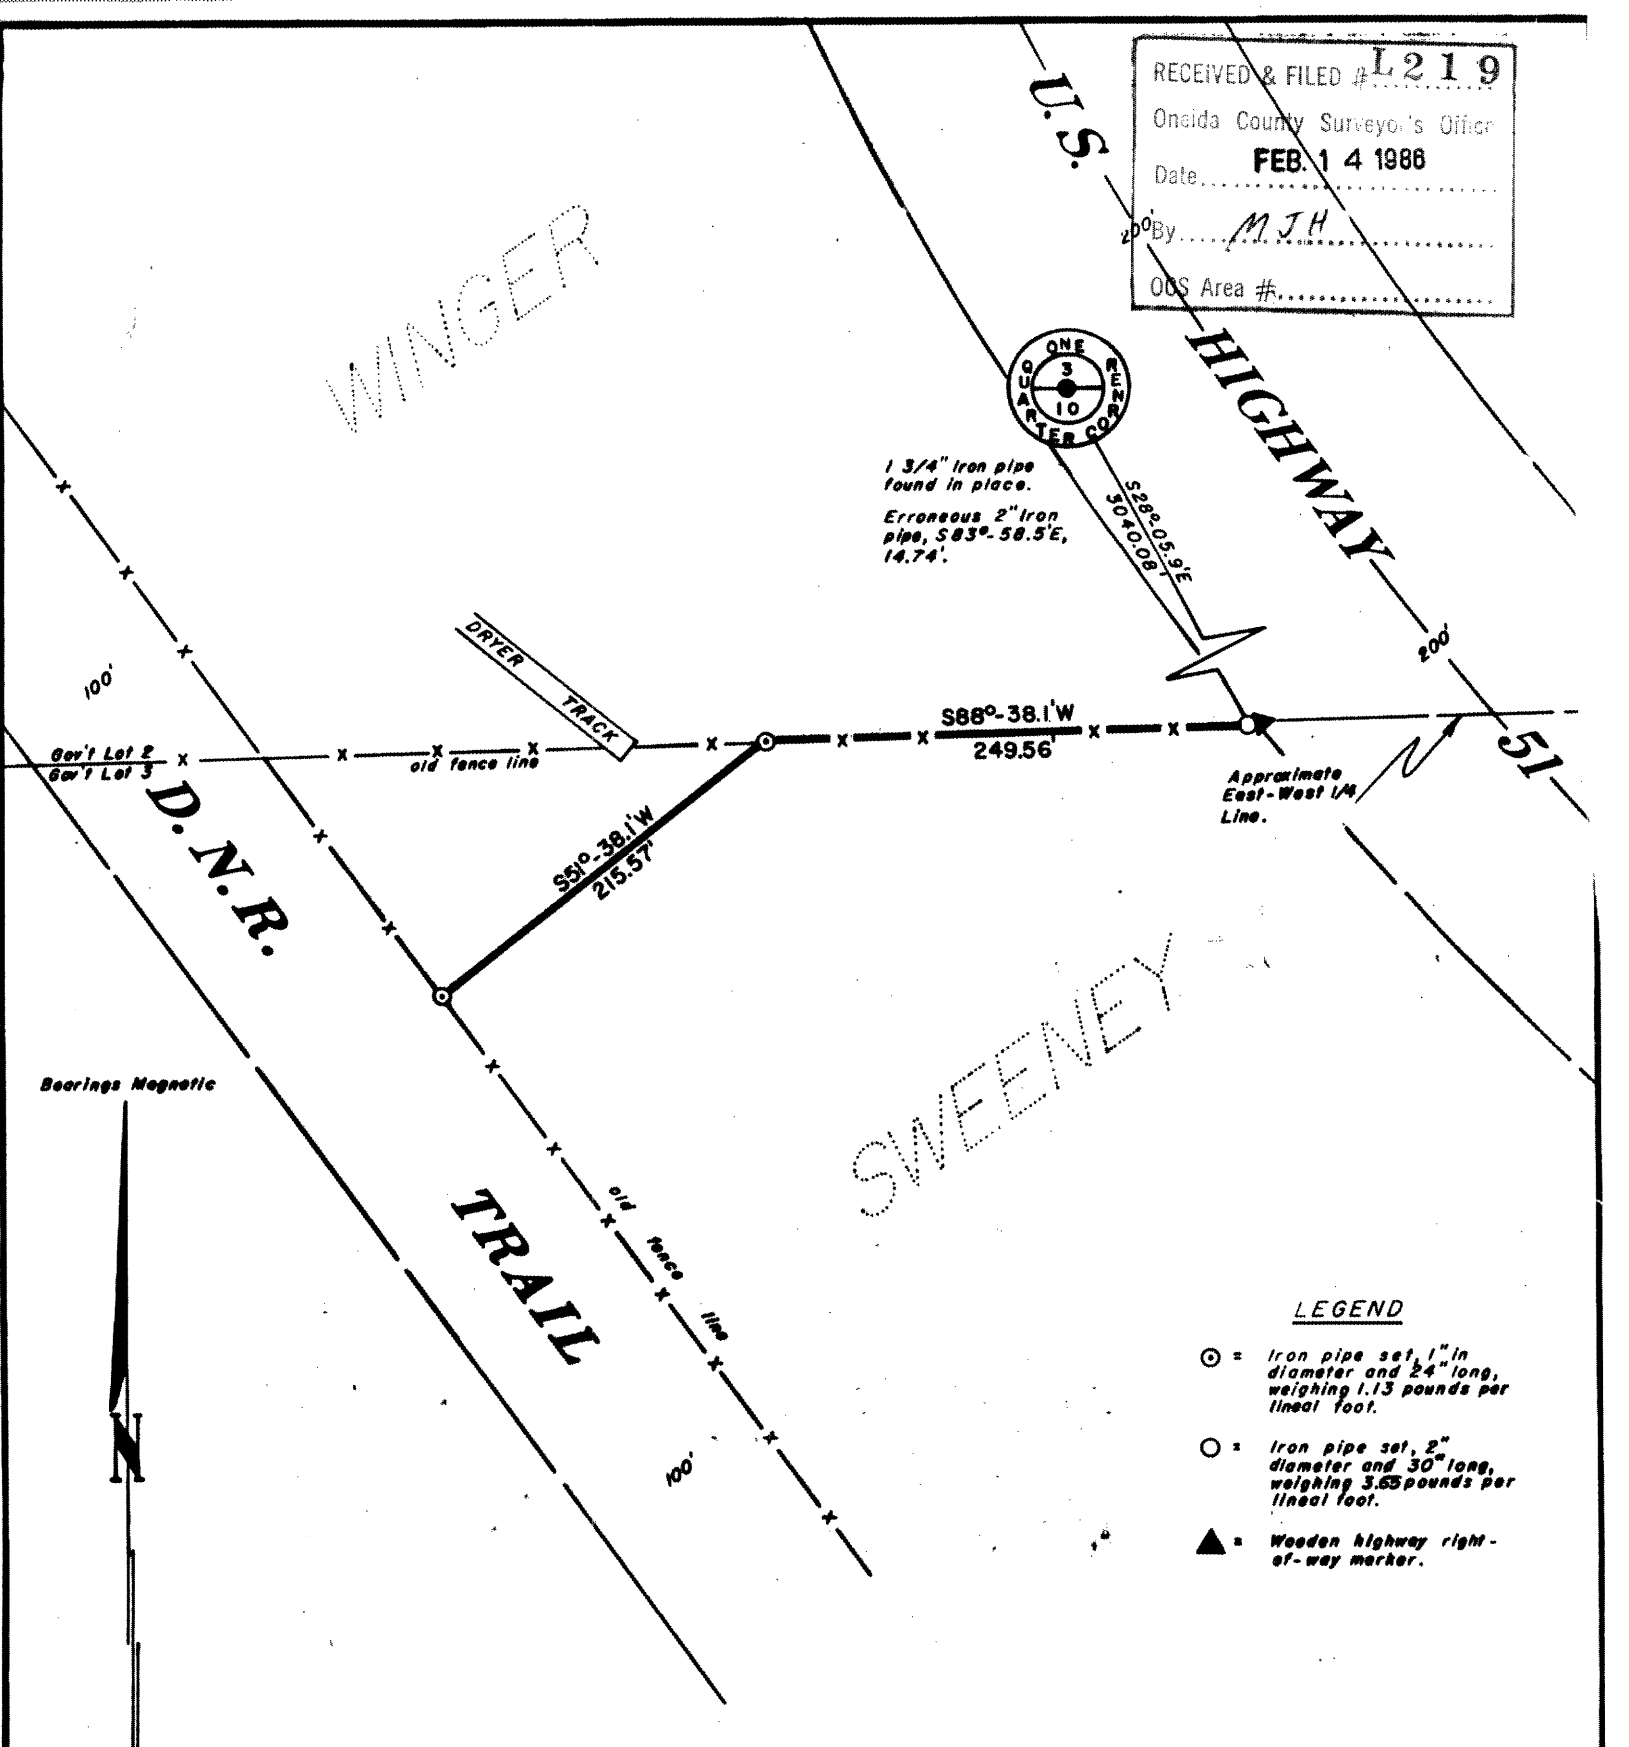 RECEIVED & FILED # L219
Oneida County Surveyor's Office
Date FEB. 14 1986
By MJH
OCS Area #
U.S.
HIGHWAY
51
200'
200'
WINGER
ONE QUARTER CORNER
3
10
1 3/4" Iron pipe
found in place.
Erroneous 2" Iron
pipe, S83°-58.5'E,
14.74'.
S28°-05.9'E
3040.08'
100'
DRYER TRACK
S88°-38.1'W
249.56'
Gov't Lot 2
Gov't Lot 3
old fence line
Approximate
East-West 1/4
Line.
D.N.R.
S51°-38.1'W
215.57'
SWEENEY
Bearings Magnetic
N
TRAIL
old fence line
100'
LEGEND
= Iron pipe set, 1" in
diameter and 24" long,
weighing 1.13 pounds per
lineal foot.
= Iron pipe set, 2"
diameter and 30" long,
weighing 3.65 pounds per
lineal foot.
= Wooden highway right-
of-way marker.